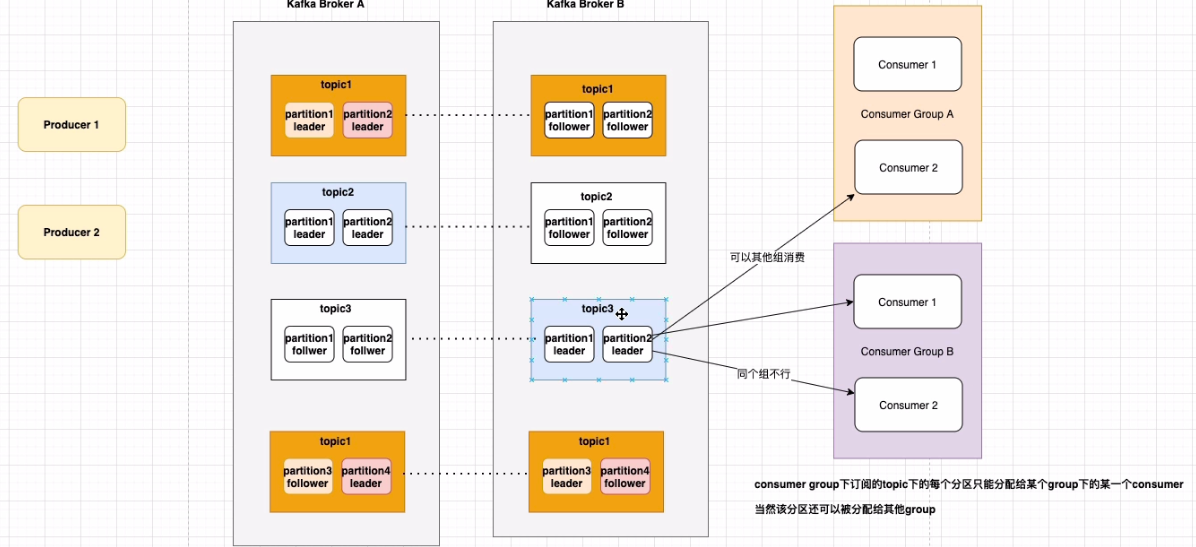 Kafka Broker A
Kafka Broker B
Producer 1
Producer 2
topic1
partition1
leader
partition2
leader
topic2
partition1
leader
partition2
leader
topic3
partition1
follwer
partition2
follwer
topic1
partition3
follower
partition4
leader
topic1
partition1
follower
partition2
follower
topic2
partition1
follower
partition2
follower
topic3
partition1
leader
partition2
leader
topic1
partition3
leader
partition4
follower
可以其他组消费
同个组不行
Consumer 1
Consumer Group A
Consumer 2
Consumer 1
Consumer Group B
Consumer 2
consumer group下订阅的topic下的每个分区只能分配给某个group下的某一个consumer
当然该分区还可以被分配给其他group